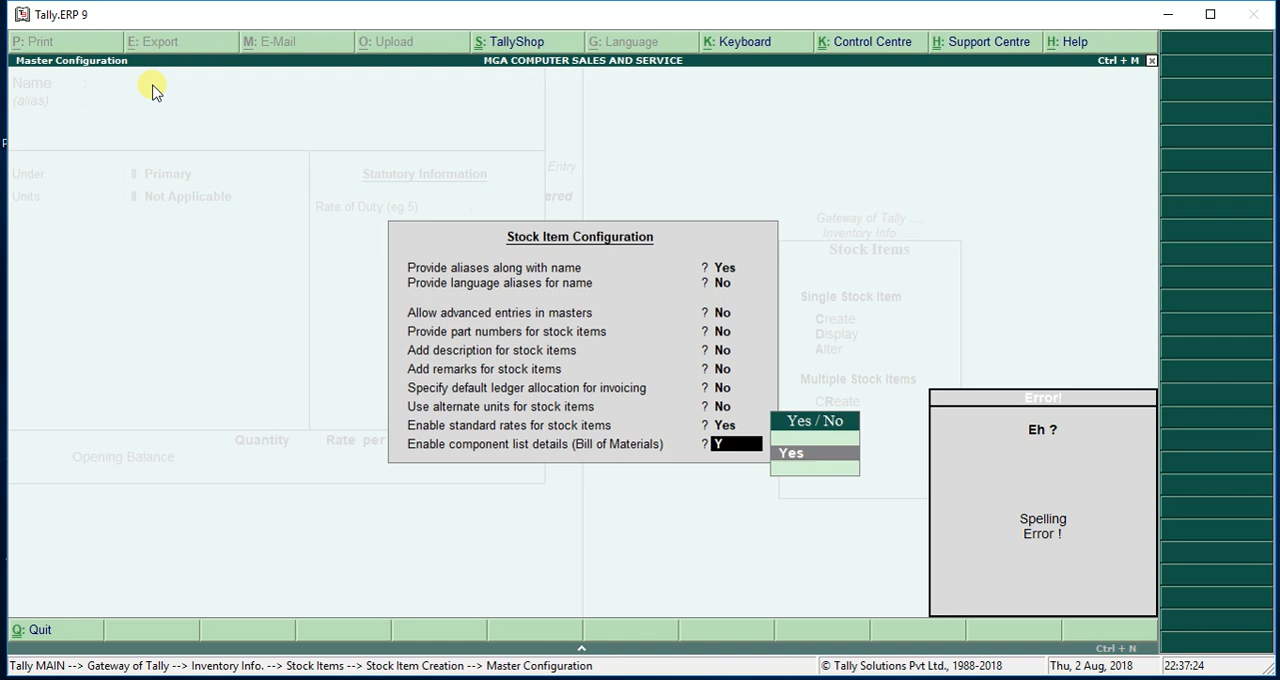 Tally.ERP 9
P: Print E: Export M: E-Mail O: Upload S: TallyShop G: Language K: Keyboard K: Control Centre H: Support Centre H: Help
Master Configuration MGA COMPUTER SALES AND SERVICE Ctrl + M
Name :
(alias) :
Under : Primary
Units : Not Applicable
Statutory Information
Rate of Duty (eg 5) :
Entry
ered
Quantity Rate per
Opening Balance :
Stock Item Configuration
Provide aliases along with name ? Yes
Provide language aliases for name ? No
Allow advanced entries in masters ? No
Provide part numbers for stock items ? No
Add description for stock items ? No
Add remarks for stock items ? No
Specify default ledger allocation for invoicing ? No
Use alternate units for stock items ? No
Enable standard rates for stock items ? Yes
Enable component list details (Bill of Materials) ? Y
Yes / No
Yes
Gateway of Tally .....
Inventory Info. .....
Stock Items
Single Stock Item
Create
Display
Alter
Multiple Stock Items
CReate
Error!
Eh ?
Spelling
Error !
Q: Quit
Ctrl + N
Tally MAIN --> Gateway of Tally --> Inventory Info. --> Stock Items --> Stock Item Creation --> Master Configuration © Tally Solutions Pvt Ltd., 1988-2018 Thu, 2 Aug, 2018 22:37:24